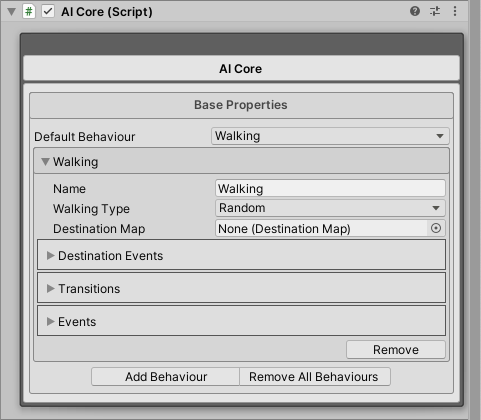 # AI Core (Script)
AI Core
Base Properties
Default Behaviour Walking
Walking
Name Walking
Walking Type Random
Destination Map None (Destination Map)
Destination Events
Transitions
Events
Remove
Add Behaviour Remove All Behaviours